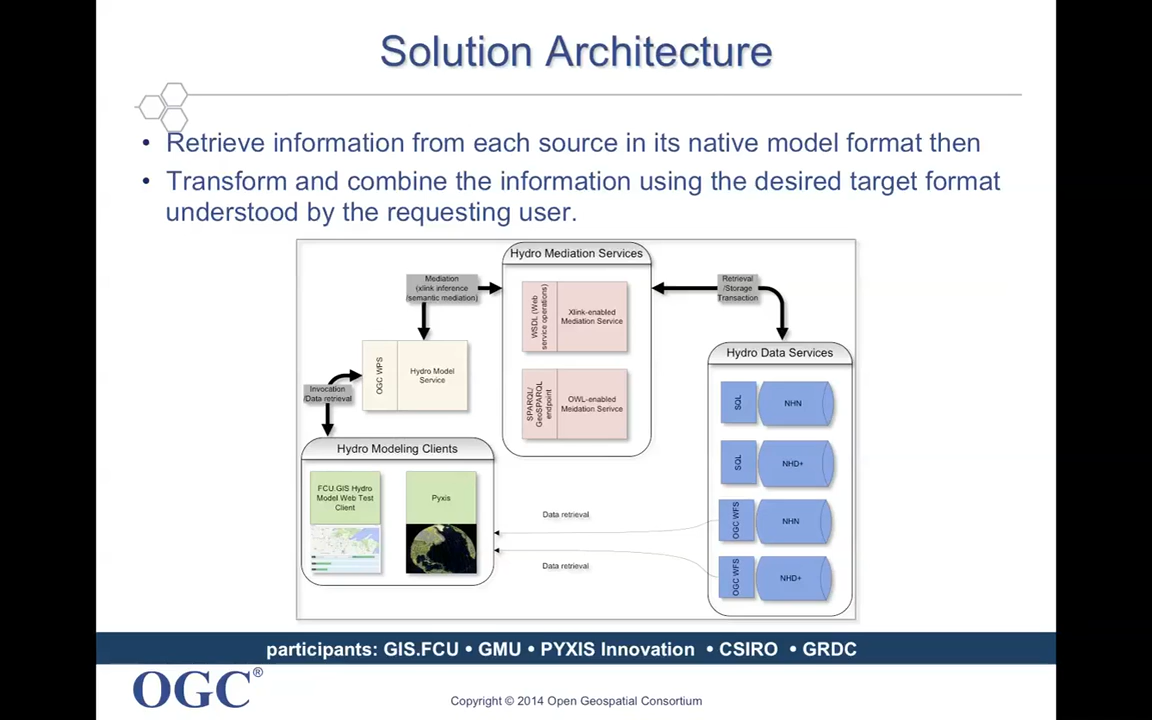 Solution Architecture
• Retrieve information from each source in its native model format then
• Transform and combine the information using the desired target format
understood by the requesting user.
Hydro Mediation Services
Mediation
(xlink inference
(semantic mediation)
Retrieval
/Storage
Transaction
WSDL (Web
service operations)
Xlink-enabled
Mediation Service
Hydro Data Services
OGC WPS
Hydro Model
Service
Invocation
/Data retrieval
SPARQL/
GeoSPARQL
endpoint
OWL-enabled
Meidation Serivce
SQL
NHN
Hydro Modeling Clients
SQL
NHD+
FCU.GIS Hydro
Model Web Test
Client
Pyxis
Data retrieval
OGC WFS
NHN
Data retrieval
OGC WFS
NHD+
participants: GIS.FCU • GMU • PYXIS Innovation • CSIRO • GRDC
OGC®
Copyright © 2014 Open Geospatial Consortium